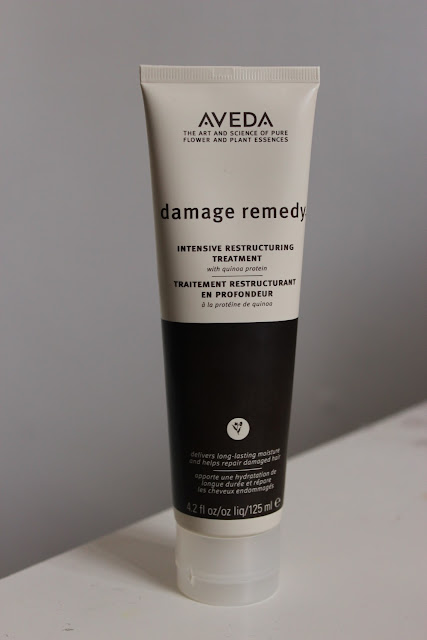 AVEDA
THE ART AND SCIENCE OF PURE
FLOWER AND PLANT ESSENCES
damage remedy
INTENSIVE RESTRUCTURING
TREATMENT
with quinoa protein
TRAITEMENT RESTRUCTURANT
EN PROFONDEUR
à la protéine de quinoa
delivers long-lasting moisture
and helps repair damaged hair
apporte une hydratation de
longue durée et répare
les cheveux endommagés
4.2 fl oz/oz liq/125 ml ℮